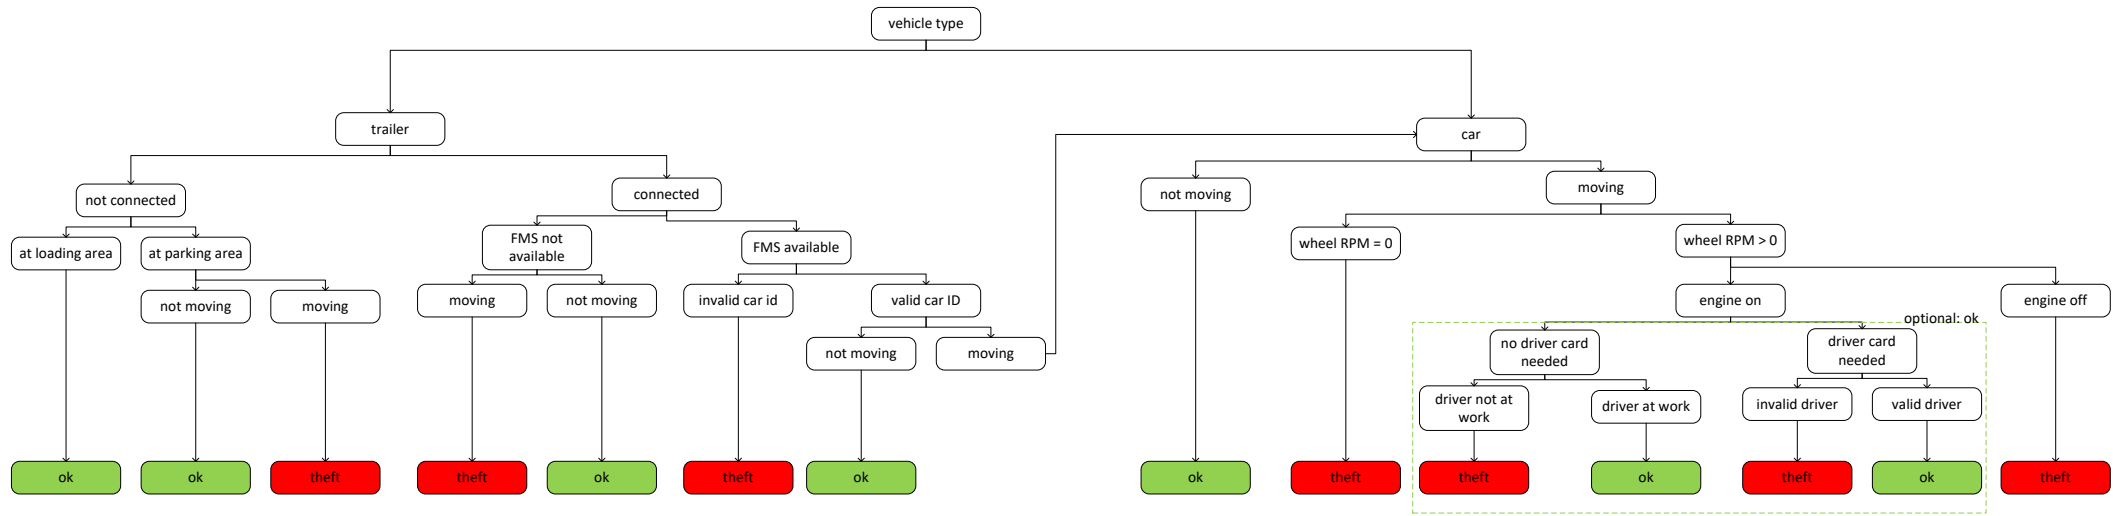 vehicle type
trailer
car
not connected
connected
not moving
moving
at loading area
at parking area
FMS not
available
FMS available
wheel RPM = 0
wheel RPM > 0
not moving
moving
moving
not moving
invalid car id
valid car ID
engine on
engine off
optional: ok
not moving
moving
no driver card
needed
driver card
needed
driver not at
work
driver at work
invalid driver
valid driver
ok
ok
theft
theft
ok
theft
ok
ok
theft
theft
ok
theft
ok
theft